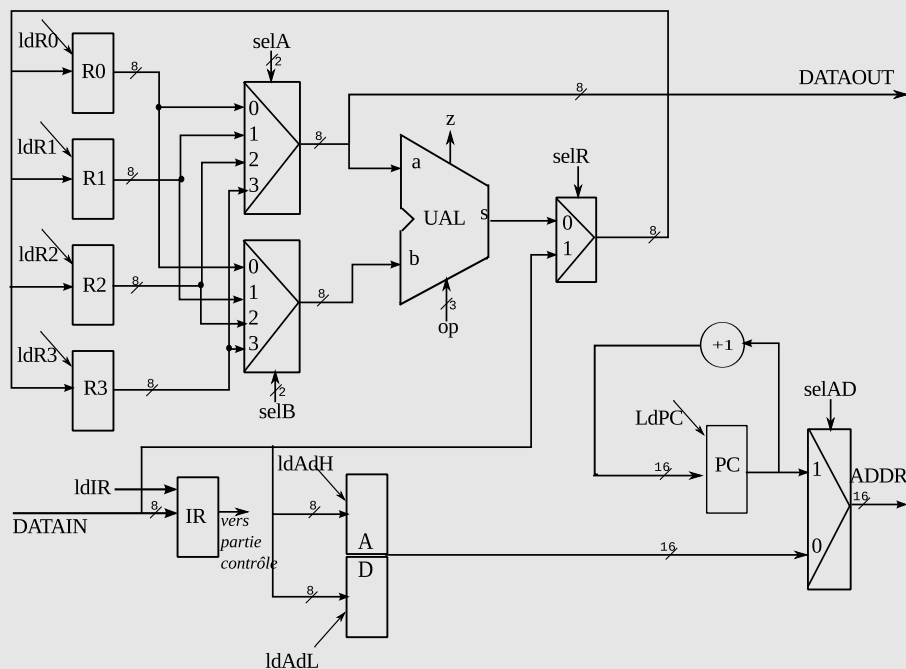 ldR0
R0
8
selA
2
8
DATAOUT
0
1
2
3
8
z
ldR1
R1
8
a
UAL
s
selR
0
1
8
b
ldR2
R2
8
0
1
2
3
8
3
op
ldR3
R3
8
2
selB
+1
selAD
LdPC
PC
16
1
ADDR
16
0
ldAdH
ldIR
8
IR
DATAIN
vers
partie
contrôle
8
A
D
16
8
ldAdL